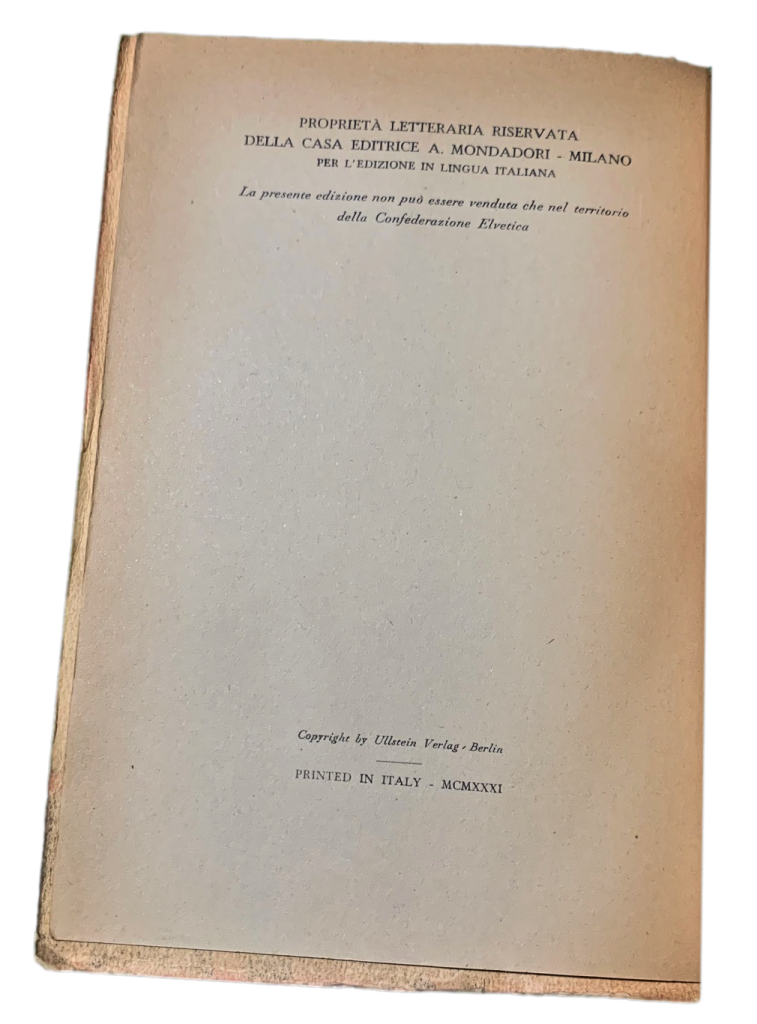 PROPRIETÀ LETTERARIA RISERVATA
DELLA CASA EDITRICE A. MONDADORI - MILANO
PER L'EDIZIONE IN LINGUA ITALIANA
La presente edizione non può essere venduta che nel territorio
della Confederazione Elvetica
Copyright by Ullstein Verlag - Berlin
PRINTED IN ITALY - MCMXXXI